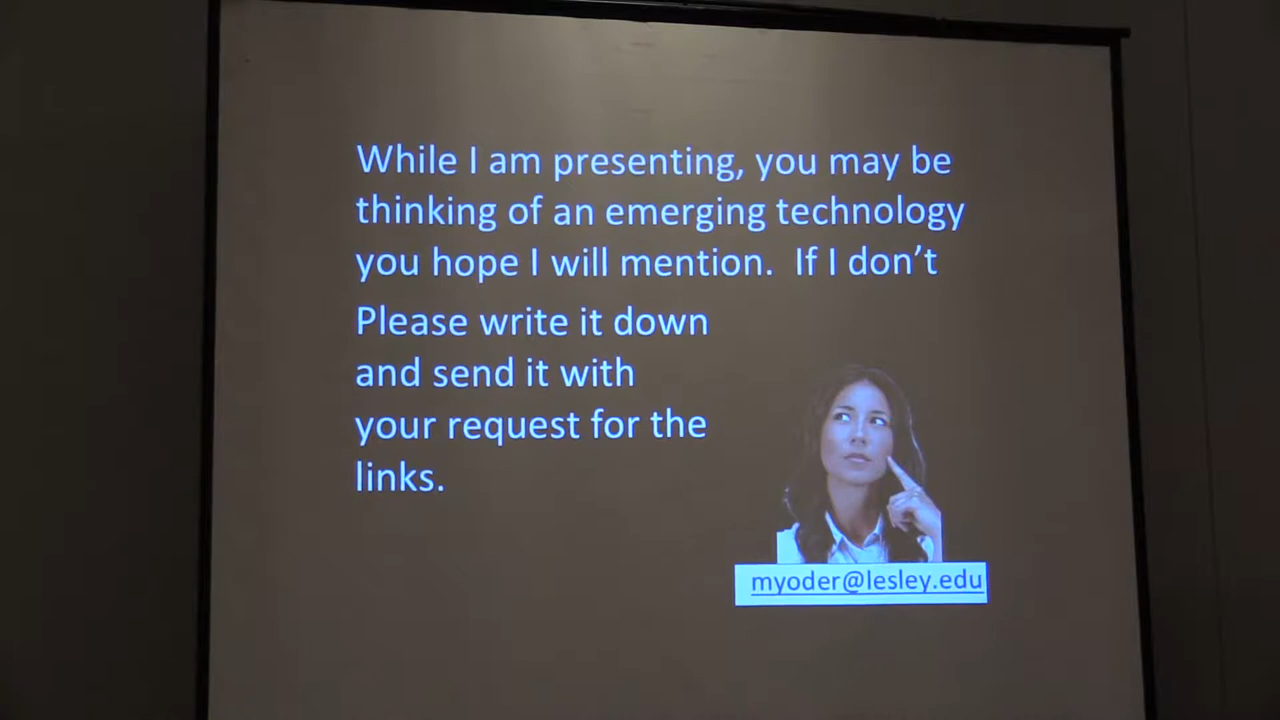 While I am presenting, you may be
thinking of an emerging technology
you hope I will mention.  If I don’t
Please write it down
and send it with
your request for the
links.
myoder@lesley.edu